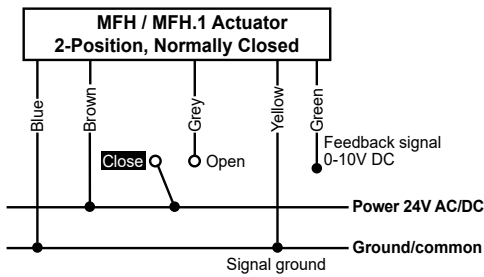 MFH / MFH.1 Actuator
2-Position, Normally Closed
Blue
Brown
Grey
Yellow
Green
Feedback signal
0-10V DC
Close
Open
Power 24V AC/DC
Ground/common
Signal ground